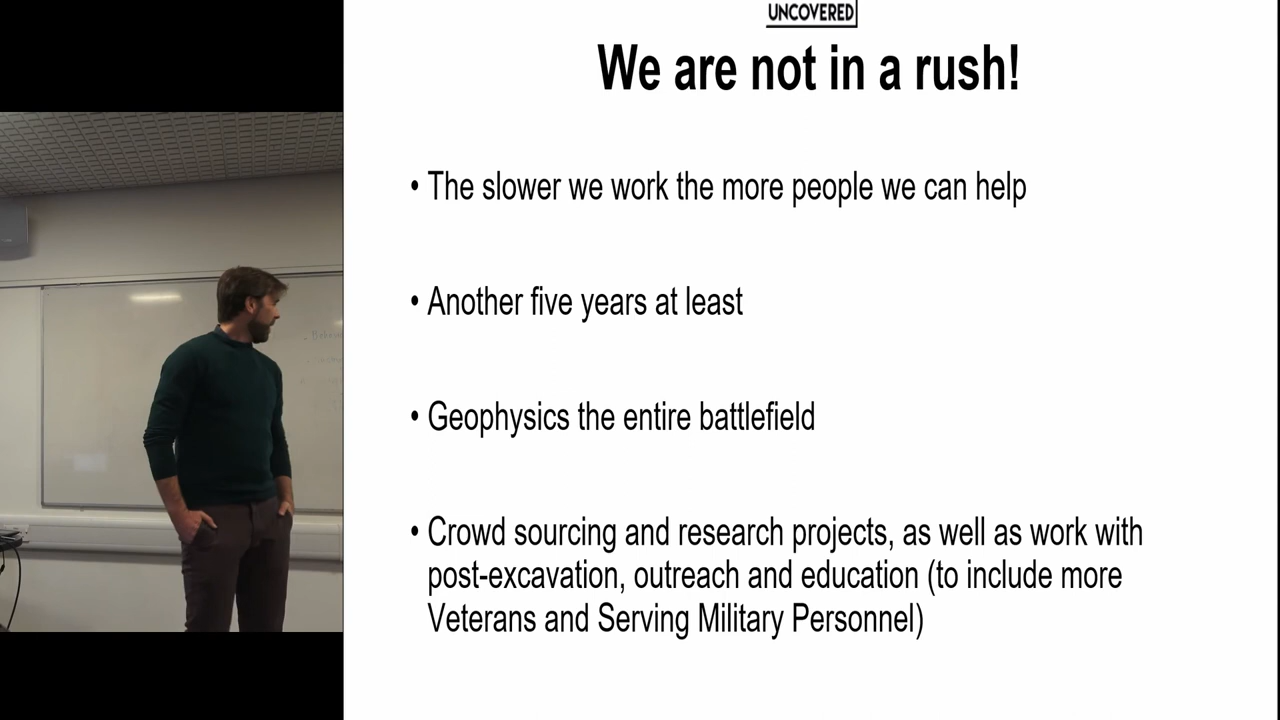 UNCOVERED
We are not in a rush!
• The slower we work the more people we can help
• Another five years at least
• Geophysics the entire battlefield
• Crowd sourcing and research projects, as well as work with
post-excavation, outreach and education (to include more
Veterans and Serving Military Personnel)